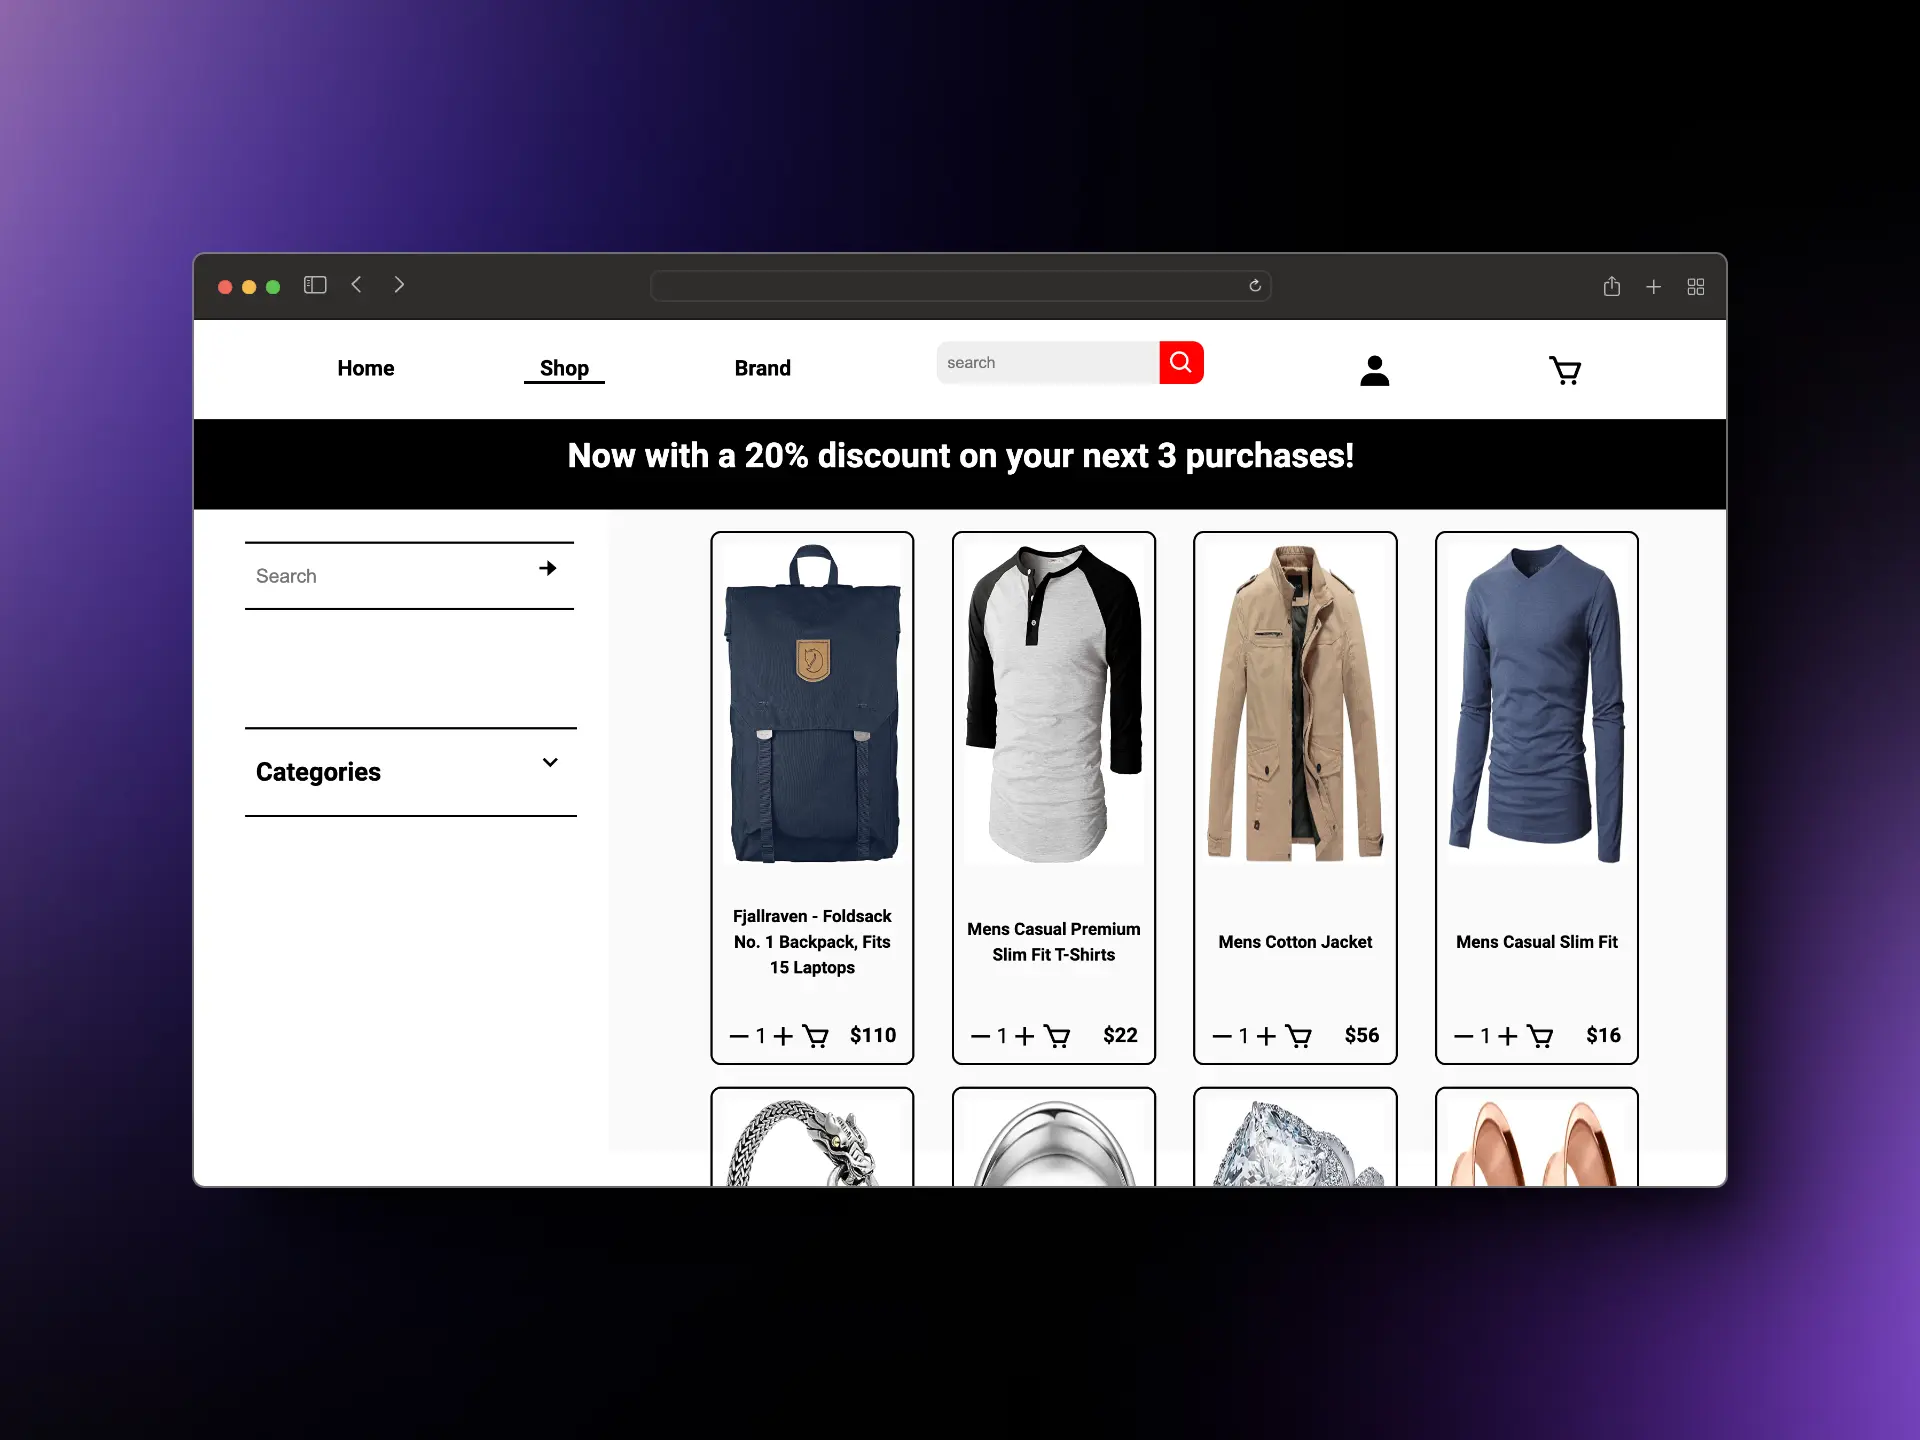 Home
Shop
Brand
search
Now with a 20% discount on your next 3 purchases!
Search
Categories
Fjallraven - Foldsack
No. 1 Backpack, Fits
15 Laptops
1
$110
Mens Casual Premium
Slim Fit T-Shirts
1
$22
Mens Cotton Jacket
1
$56
Mens Casual Slim Fit
1
$16